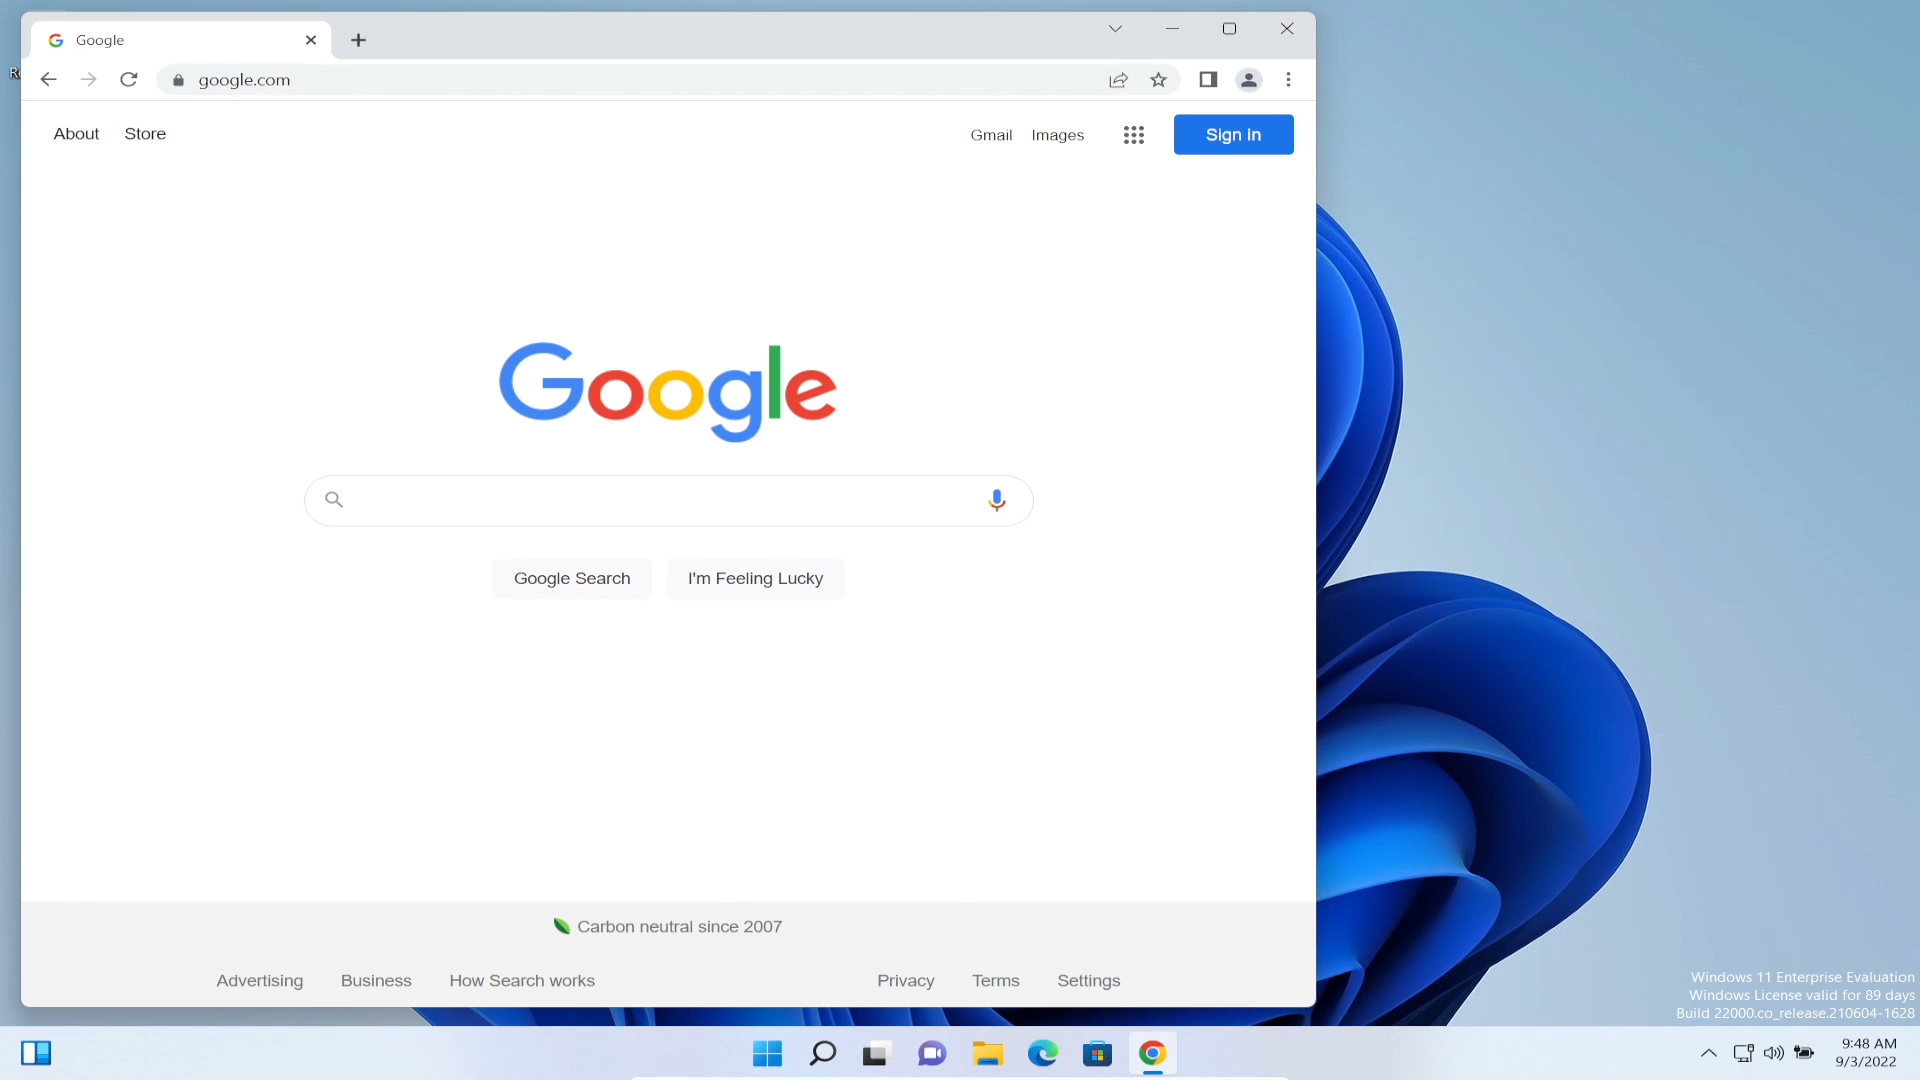 Google
Re
google.com
About Store Gmail Images Sign in
Google
Google Search I'm Feeling Lucky
Carbon neutral since 2007
Advertising Business How Search works Privacy Terms Settings
Windows 11 Enterprise Evaluation
Windows License valid for 89 days
Build 22000.co_release.210604-1628
9:48 AM
9/3/2022